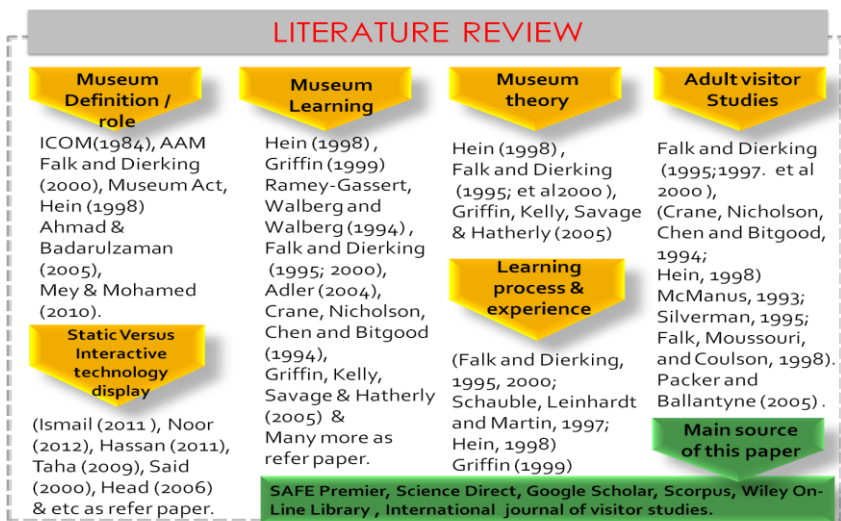 LITERATURE REVIEW
Museum
Definition /
role
ICOM(1984), AAM
Falk and Dierking
(2000), Museum Act,
Hein (1998)
Ahmad &
Badarulzaman
(2005),
Mey & Mohamed
(2010).
Static Versus
Interactive
technology
display
(Ismail (2011 ), Noor
(2012), Hassan (2011),
Taha (2009), Said
(2000), Head (2006)
& etc as refer paper.
Museum
Learning
Hein (1998) ,
Griffin (1999)
Ramey-Gassert,
Walberg and
Walberg (1994) ,
Falk and Dierking
(1995; 2000),
Adler (2004),
Crane, Nicholson,
Chen and Bitgood
(1994),
Griffin, Kelly,
Savage & Hatherly
(2005) &
Many more as
refer paper.
Museum
theory
Hein (1998) ,
Falk and Dierking
(1995; et al2000 ),
Griffin, Kelly, Savage
& Hatherly (2005)
Learning
process &
experience
(Falk and Dierking,
1995, 2000;
Schauble, Leinhardt
and Martin, 1997;
Hein, 1998)
Griffin (1999)
Adult visitor
Studies
Falk and Dierking
(1995;1997. et al
2000 ),
(Crane, Nicholson,
Chen and Bitgood,
1994;
Hein, 1998)
McManus, 1993;
Silverman, 1995;
Falk, Moussouri,
and Coulson, 1998).
Packer and
Ballantyne (2005) .
Main source
of this paper
SAFE Premier, Science Direct, Google Scholar, Scorpus, Wiley On-
Line Library , International journal of visitor studies.